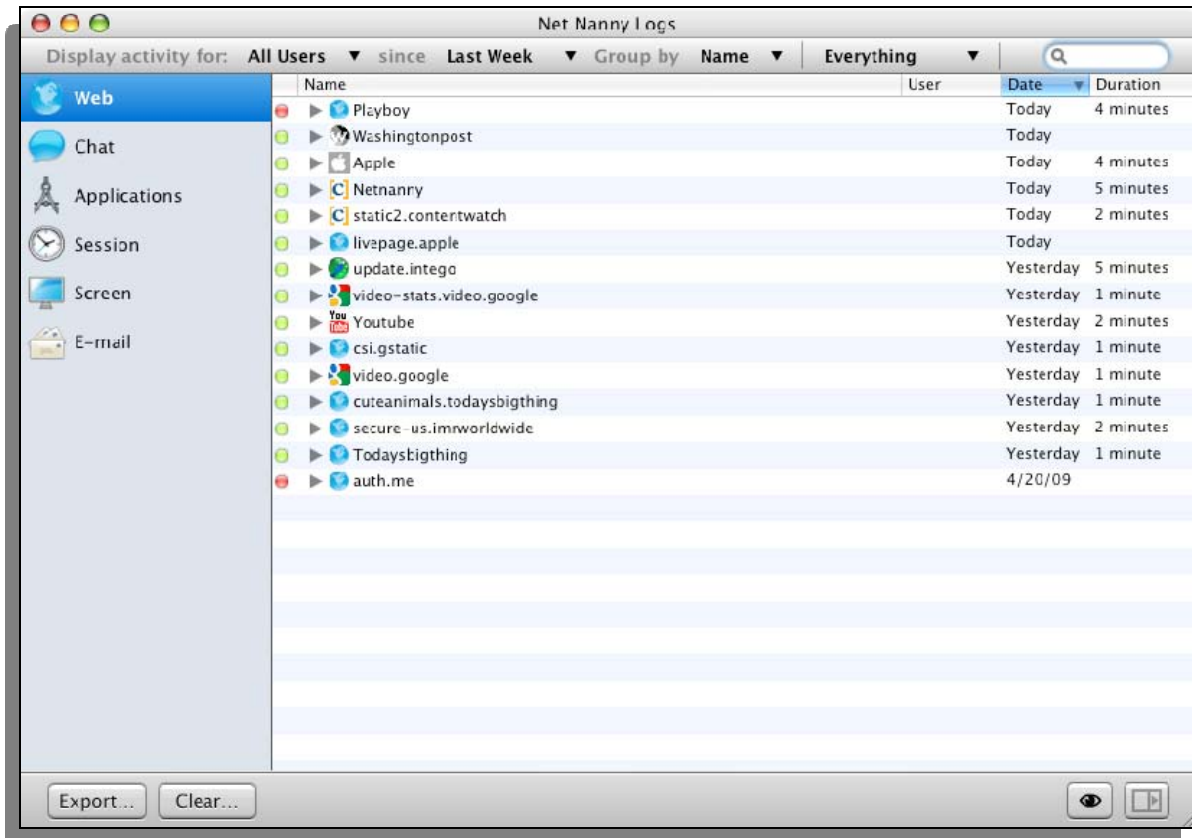 Net Nanny Logs
Display activity for: All Users since Last Week Group by Name Everything
Name User Date Duration
Web
Chat
Applications
Session
Screen
E-mail
Playboy Today 4 minutes
Washingtonpost Today
Apple Today 4 minutes
[C] Netnanny Today 5 minutes
[C] static2.contentwatch Today 2 minutes
livepage.apple Today
update.intego Yesterday 5 minutes
video-stats.video.google Yesterday 1 minute
You Tube Youtube Yesterday 2 minutes
csi.gstatic Yesterday 1 minute
video.google Yesterday 1 minute
cuteanimals.todaysbigthing Yesterday 1 minute
secure-us.imrworldwide Yesterday 2 minutes
Todaysbigthing Yesterday 1 minute
auth.me 4/20/09
Export... Clear...